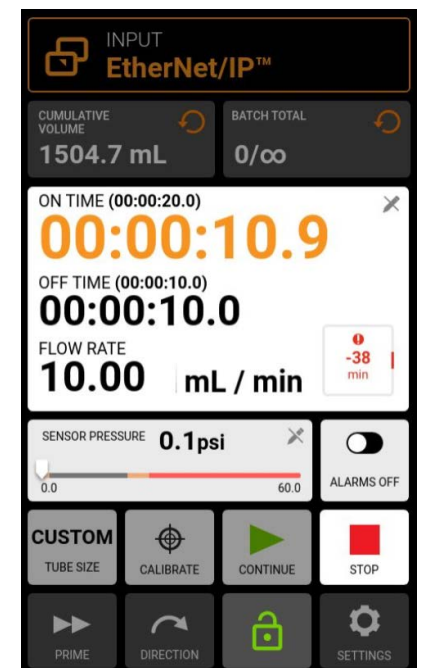 INPUT
EtherNet/IP™
CUMULATIVE
VOLUME
1504.7 mL
BATCH TOTAL
0/∞
ON TIME (00:00:20.0)
00:00:10.9
OFF TIME (00:00:10.0)
00:00:10.0
FLOW RATE
10.00 mL / min
-38
min
SENSOR PRESSURE 0.1psi
0.0 60.0
ALARMS OFF
CUSTOM
TUBE SIZE
CALIBRATE
CONTINUE
STOP
PRIME
DIRECTION
SETTINGS